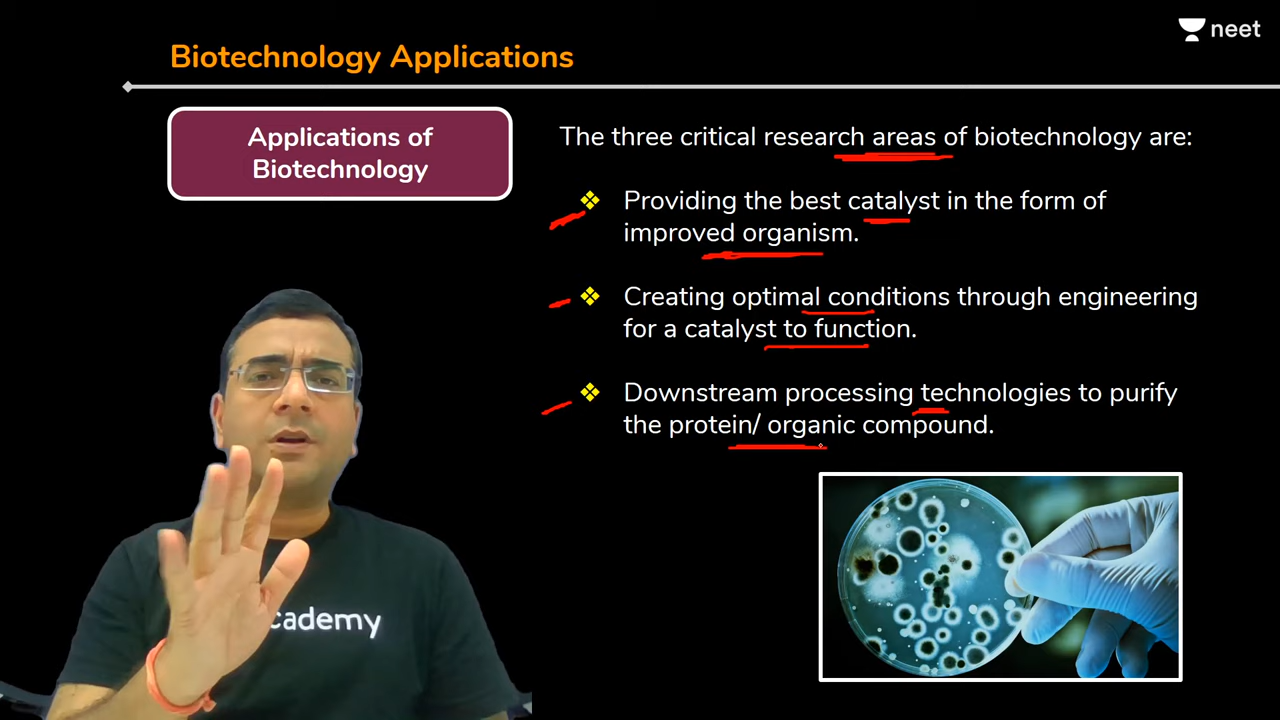 neet
Biotechnology Applications
Applications of
Biotechnology
The three critical research areas of biotechnology are:
❖ Providing the best catalyst in the form of
improved organism.
❖ Creating optimal conditions through engineering
for a catalyst to function.
❖ Downstream processing technologies to purify
the protein/ organic compound.
cademy